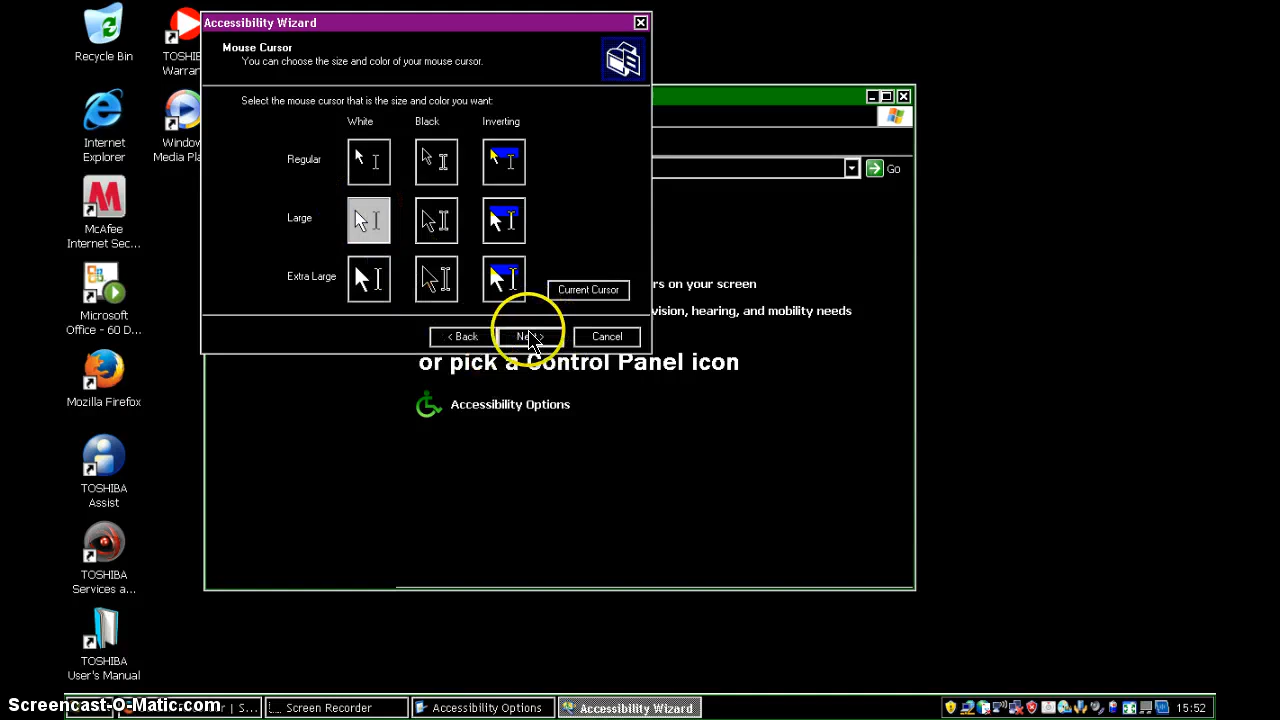 Accessibility Wizard
Mouse Cursor
You can choose the size and color of your mouse cursor.
Select the mouse cursor that is the size and color you want:
White Black Inverting
Regular
Large
Extra Large
Current Cursor
< Back
Cancel
Go
rs on your screen
vision, hearing, and mobility needs
or pick a Control Panel icon
Accessibility Options
Recycle Bin
TOSHIB
Warran
Internet
Explorer
Window
Media Pla
McAfee
Internet Sec...
Microsoft
Office - 60 D...
Mozilla Firefox
TOSHIBA
Assist
TOSHIBA
Services a...
TOSHIBA
User's Manual
Screencast-O-Matic.com
r | S...
Screen Recorder
Accessibility Options
Accessibility Wizard
15:52